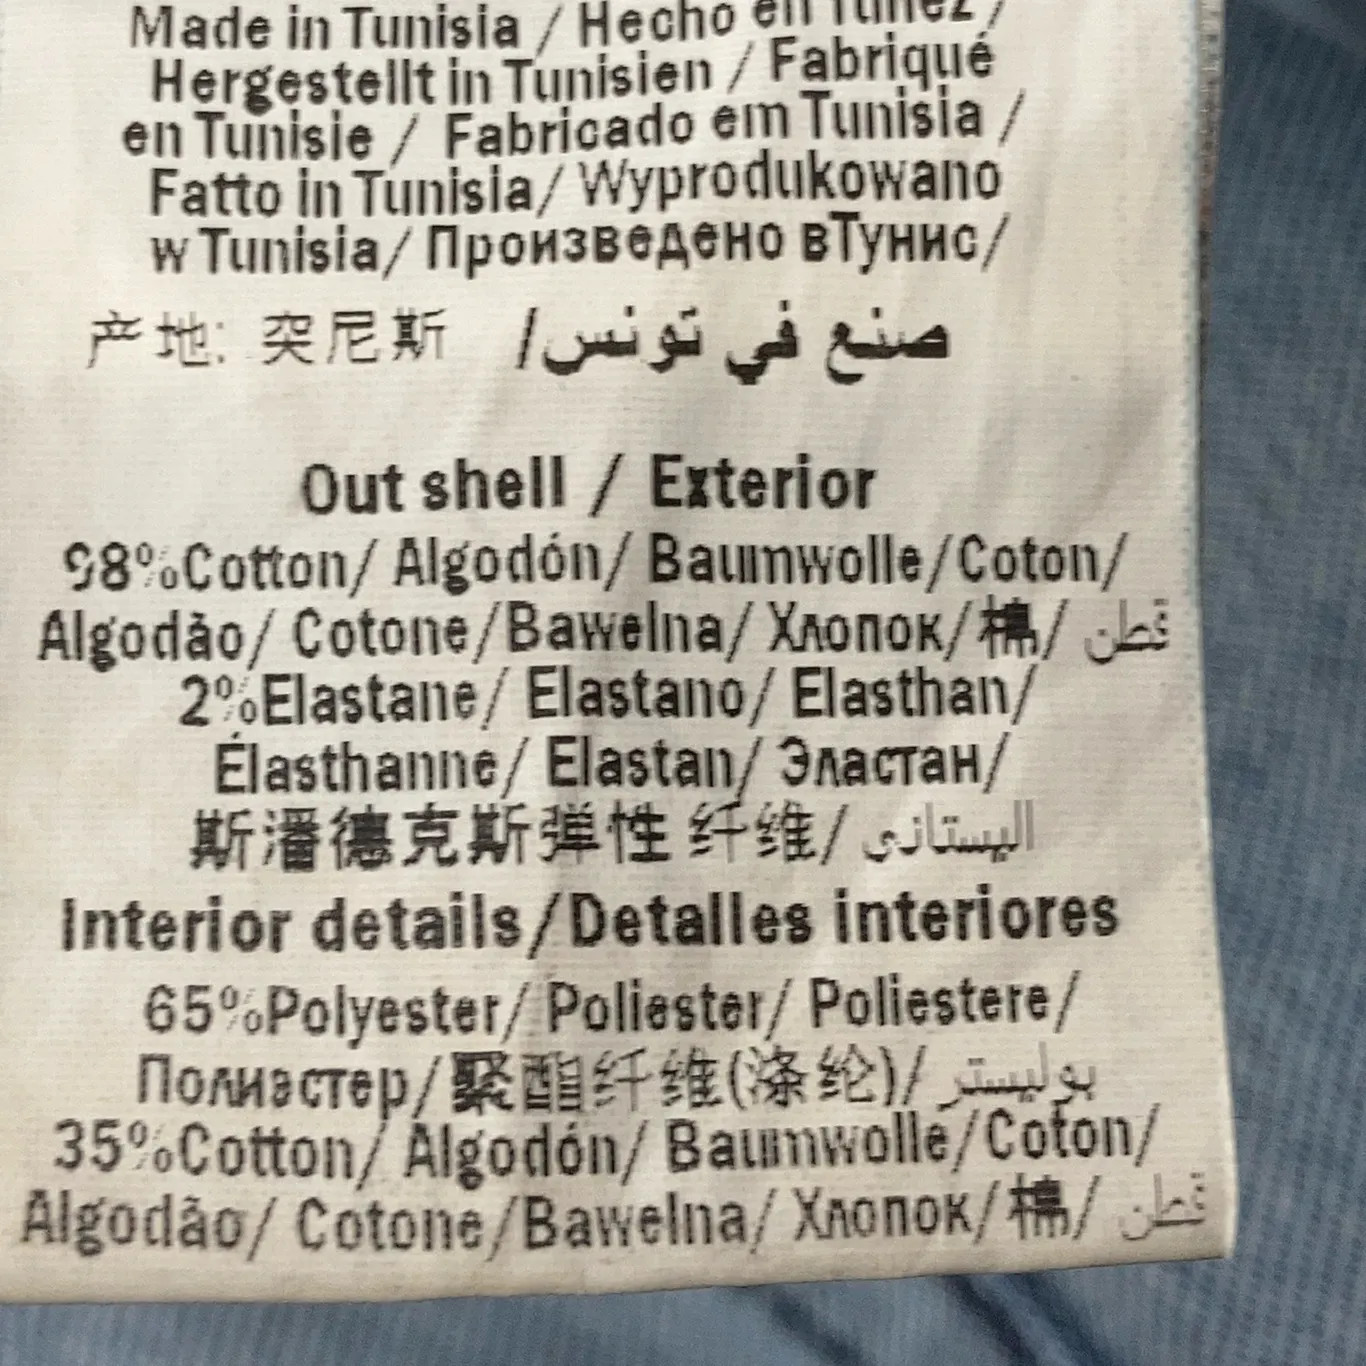 Made in Tunisia / Hecho en Túnez /
Hergestellt in Tunisien / Fabriqué
en Tunisie / Fabricado em Tunisia /
Fatto in Tunisia/ Wyprodukowano
w Tunisia/ Произведено вТунис/
产地: 突尼斯 صنع في تونس/
Out shell / Exterior
98%Cotton/ Algodón/ Baumwolle/Coton/
Algodão/ Cotone/Bawelna/ Хлопок/棉/ قطن
2%Elastane/ Elastano/ Elasthan/
Élasthanne/ Elastan/ Эластан/
斯潘德克斯弹性纤维/ اليستاني
Interior details/Detalles interiores
65%Polyester/ Poliester/ Poliestere/
Полиэстер/聚酯纤维(涤纶)/ بوليستر
35%Cotton/ Algodón/ Baumwolle/Coton/
Algodão/ Cotone/Bawelna/ Хлопок/棉/ قطن